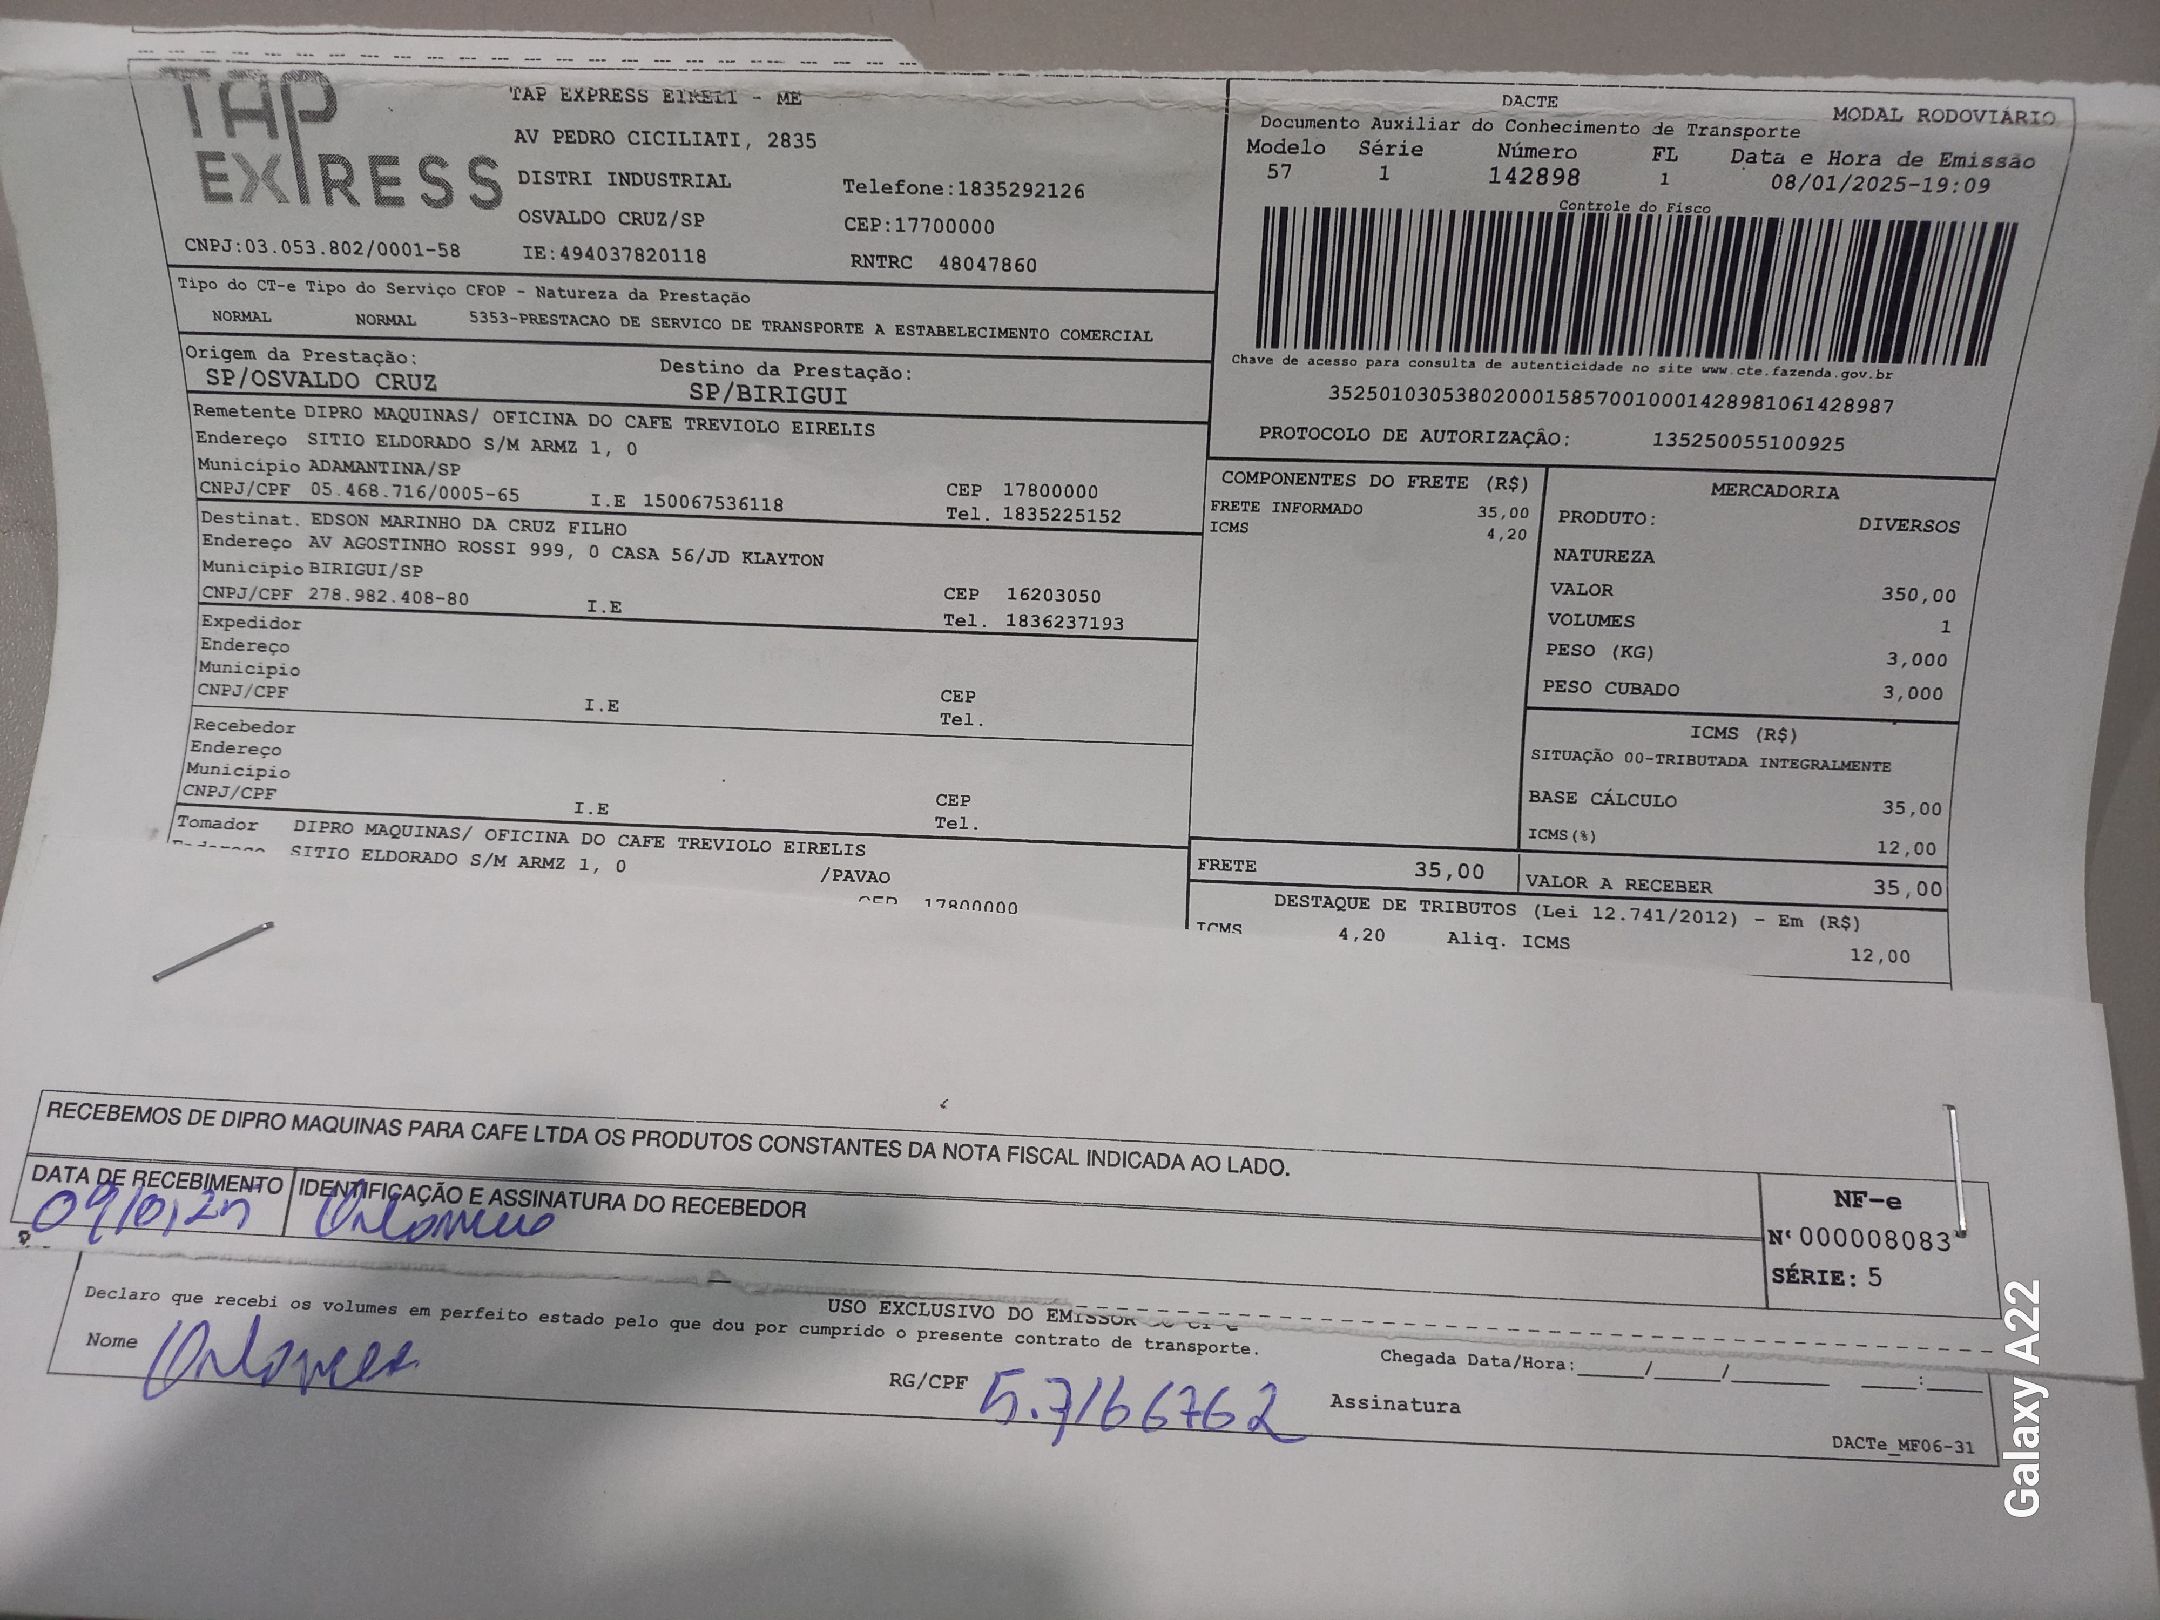 TAP EXPRESS
TAP EXPRESS EIRELI - ME
AV PEDRO CICILIATI, 2835
DISTRI INDUSTRIAL Telefone:1835292126
OSVALDO CRUZ/SP CEP:17700000
CNPJ:03.053.802/0001-58 IE:494037820118 RNTRC 48047860
DACTE MODAL RODOVIÁRIO
Documento Auxiliar do Conhecimento de Transporte
Modelo Série Número FL Data e Hora de Emissão
57 1 142898 1 08/01/2025-19:09
Controle do Fisco
Chave de acesso para consulta de autenticidade no site www.cte.fazenda.gov.br
35250103053802000158570010001428981061428987
PROTOCOLO DE AUTORIZAÇÃO: 135250055100925
Tipo do CT-e Tipo do Serviço CFOP - Natureza da Prestação
NORMAL NORMAL 5353-PRESTACAO DE SERVICO DE TRANSPORTE A ESTABELECIMENTO COMERCIAL
Origem da Prestação: Destino da Prestação:
SP/OSVALDO CRUZ SP/BIRIGUI
Remetente DIPRO MAQUINAS/ OFICINA DO CAFE TREVIOLO EIRELIS
Endereço SITIO ELDORADO S/M ARMZ 1, 0
Município ADAMANTINA/SP CEP 17800000
CNPJ/CPF 05.468.716/0005-65 I.E 150067536118 Tel. 1835225152
Destinat. EDSON MARINHO DA CRUZ FILHO
Endereço AV AGOSTINHO ROSSI 999, 0 CASA 56/JD KLAYTON
Município BIRIGUI/SP CEP 16203050
CNPJ/CPF 278.982.408-80 I.E Tel. 1836237193
Expedidor
Endereço
Município CEP
CNPJ/CPF I.E Tel.
Recebedor
Endereço
Município CEP
CNPJ/CPF I.E Tel.
Tomador DIPRO MAQUINAS/ OFICINA DO CAFE TREVIOLO EIRELIS
Endereço SITIO ELDORADO S/M ARMZ 1, 0 /PAVAO
CEP 17800000
COMPONENTES DO FRETE (R$)
FRETE INFORMADO 35,00
ICMS 4,20
MERCADORIA
PRODUTO: DIVERSOS
NATUREZA
VALOR 350,00
VOLUMES 1
PESO (KG) 3,000
PESO CUBADO 3,000
ICMS (R$)
SITUAÇÃO 00-TRIBUTADA INTEGRALMENTE
BASE CÁLCULO 35,00
ICMS(%) 12,00
FRETE 35,00 VALOR A RECEBER 35,00
DESTAQUE DE TRIBUTOS (Lei 12.741/2012) - Em (R$)
ICMS 4,20 Aliq. ICMS 12,00
RECEBEMOS DE DIPRO MAQUINAS PARA CAFE LTDA OS PRODUTOS CONSTANTES DA NOTA FISCAL INDICADA AO LADO.
DATA DE RECEBIMENTO IDENTIFICAÇÃO E ASSINATURA DO RECEBEDOR
NF-e
Nº 000008083
SÉRIE: 5
USO EXCLUSIVO DO EMISSOR
Declaro que recebi os volumes em perfeito estado pelo que dou por cumprido o presente contrato de transporte.
Nome RG/CPF 5.7166762 Assinatura
Chegada Data/Hora:____/____/______ ____:____
DACTe_MF06-31
Galaxy A22